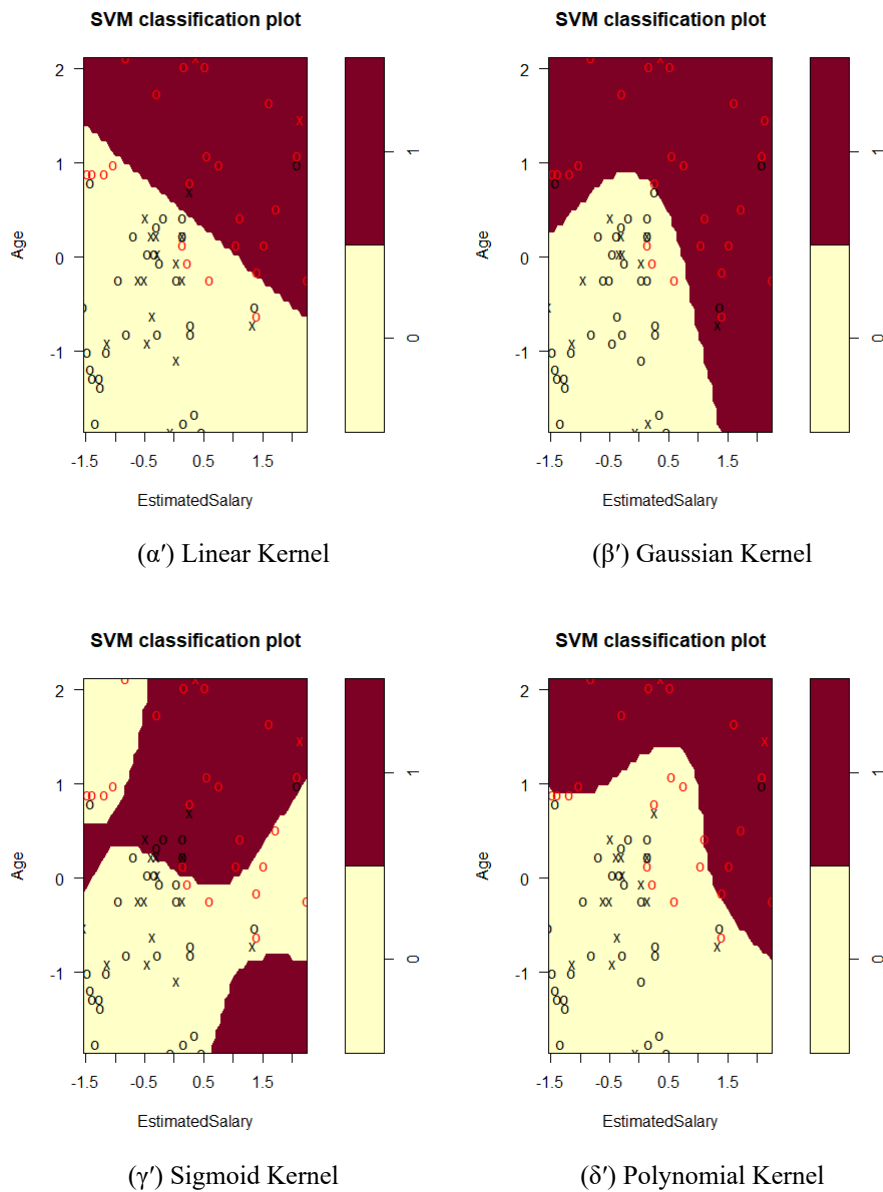 SVM classification plot
2
1
0
-1
Age
-1.5 -0.5 0.5 1.5
EstimatedSalary
1
0
(α′) Linear Kernel
SVM classification plot
2
1
0
-1
Age
-1.5 -0.5 0.5 1.5
EstimatedSalary
1
0
(β′) Gaussian Kernel
SVM classification plot
2
1
0
-1
Age
-1.5 -0.5 0.5 1.5
EstimatedSalary
1
0
(γ′) Sigmoid Kernel
SVM classification plot
2
1
0
-1
Age
-1.5 -0.5 0.5 1.5
EstimatedSalary
1
0
(δ′) Polynomial Kernel